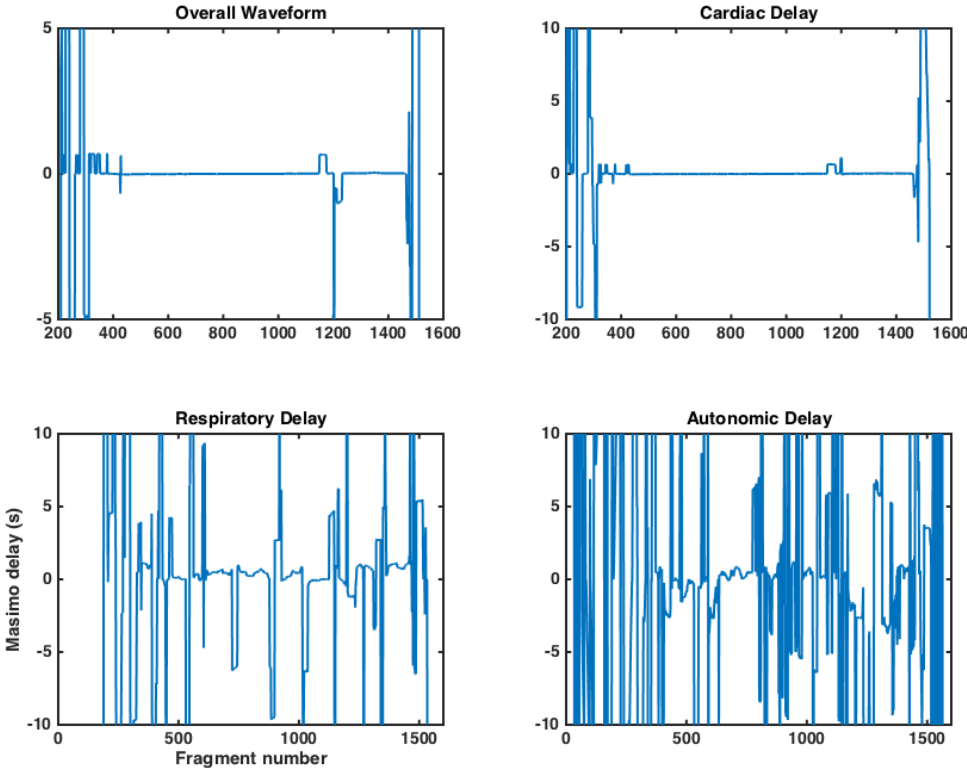 Overall Waveform
5
0
-5
200 400 600 800 1000 1200 1400 1600
Cardiac Delay
10
5
0
-5
-10
200 400 600 800 1000 1200 1400 1600
Respiratory Delay
Masimo delay (s)
10
5
0
-5
-10
0 500 1000 1500
Fragment number
Autonomic Delay
10
5
0
-5
-10
0 500 1000 1500